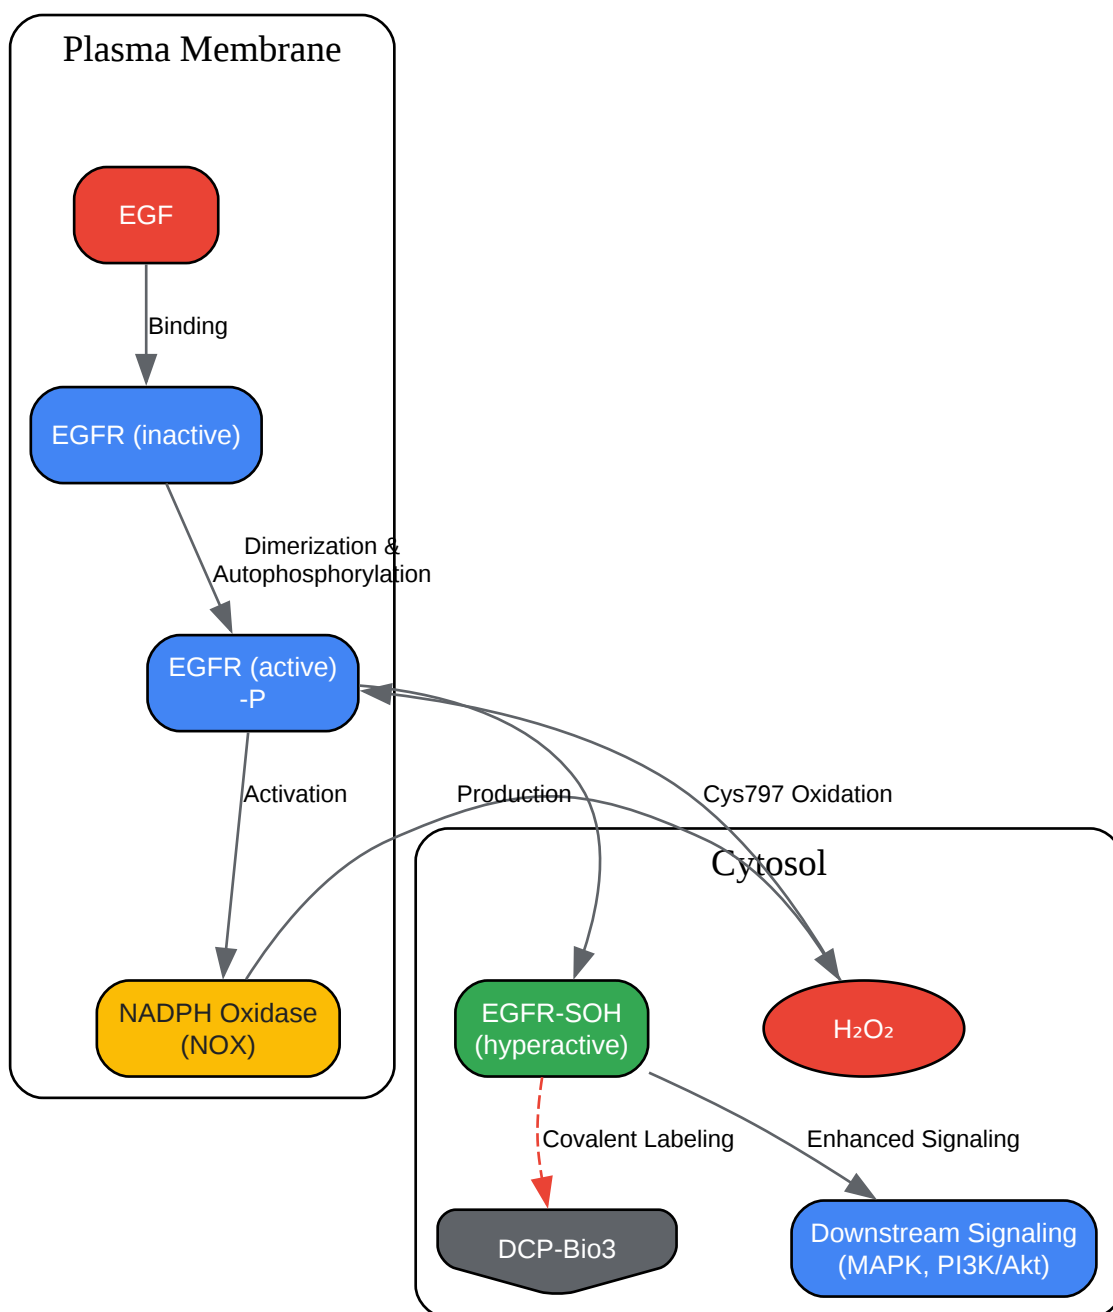 Plasma Membrane
EGF
Binding
EGFR (inactive)
Dimerization &
Autophosphorylation
EGFR (active)
-P
Activation
Production
Cys797 Oxidation
Cytosol
NADPH Oxidase
(NOX)
EGFR-SOH
(hyperactive)
H₂O₂
Covalent Labeling
Enhanced Signaling
DCP-Bio3
Downstream Signaling
(MAPK, PI3K/Akt)